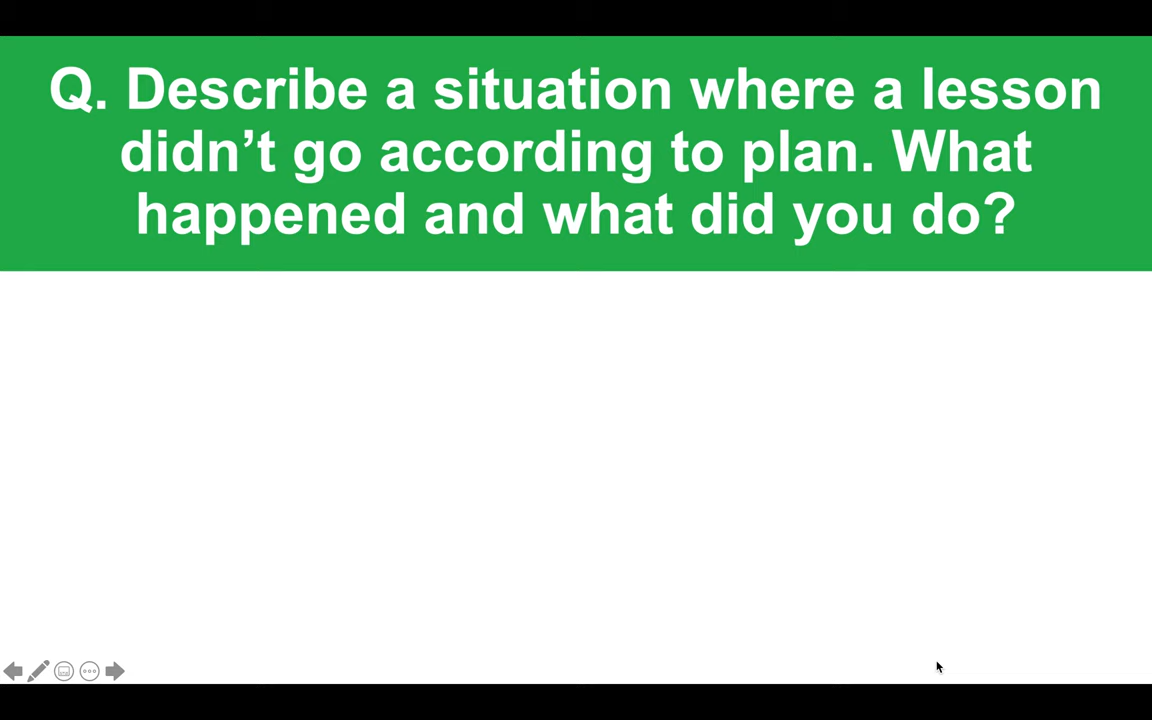 Q. Describe a situation where a lesson
didn’t go according to plan. What
happened and what did you do?